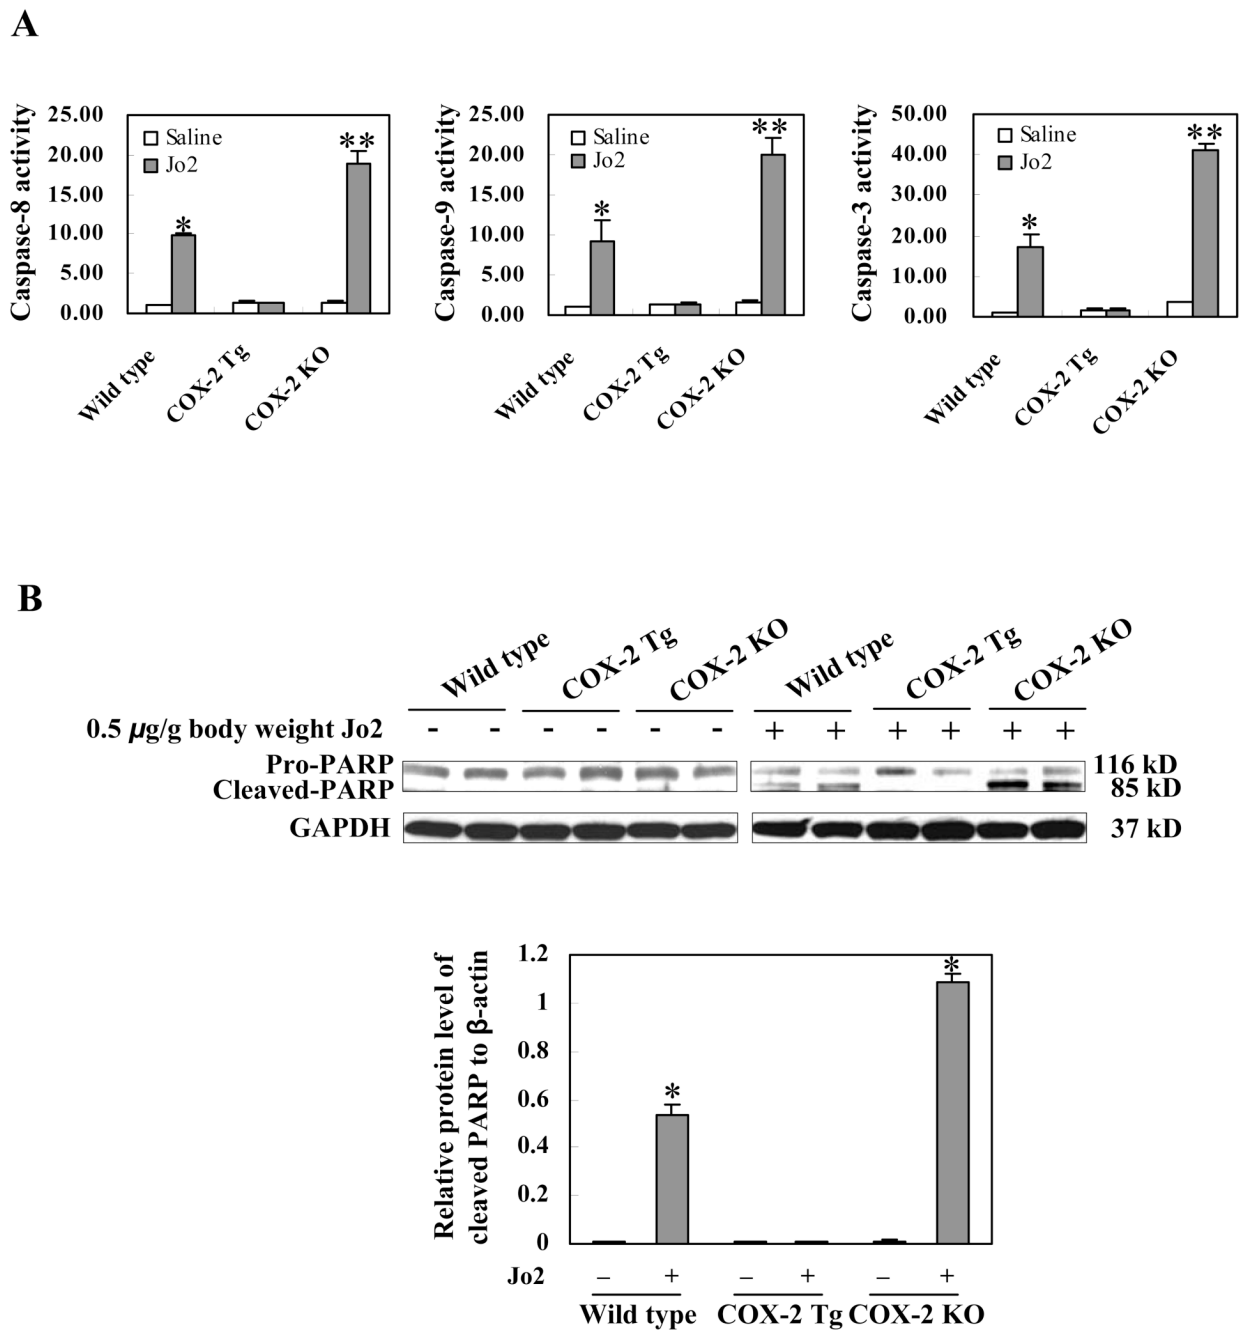 A
Caspase-8 activity
25.00
20.00
15.00
10.00
5.00
0.00
Saline
Jo2
*
**
Wild type
COX-2 Tg
COX-2 KO
Caspase-9 activity
25.00
20.00
15.00
10.00
5.00
0.00
Saline
Jo2
*
**
Wild type
COX-2 Tg
COX-2 KO
Caspase-3 activity
50.00
40.00
30.00
20.00
10.00
0.00
Saline
Jo2
*
**
Wild type
COX-2 Tg
COX-2 KO
B
Wild type COX-2 Tg COX-2 KO Wild type COX-2 Tg COX-2 KO
0.5 µg/g body weight Jo2 - - - - - - + + + + + +
Pro-PARP 116 kD
Cleaved-PARP 85 kD
GAPDH 37 kD
Relative protein level of
cleaved PARP to β-actin
1.2
1
0.8
0.6
0.4
0.2
0
*
*
Jo2 – + – + – +
Wild type COX-2 Tg COX-2 KO